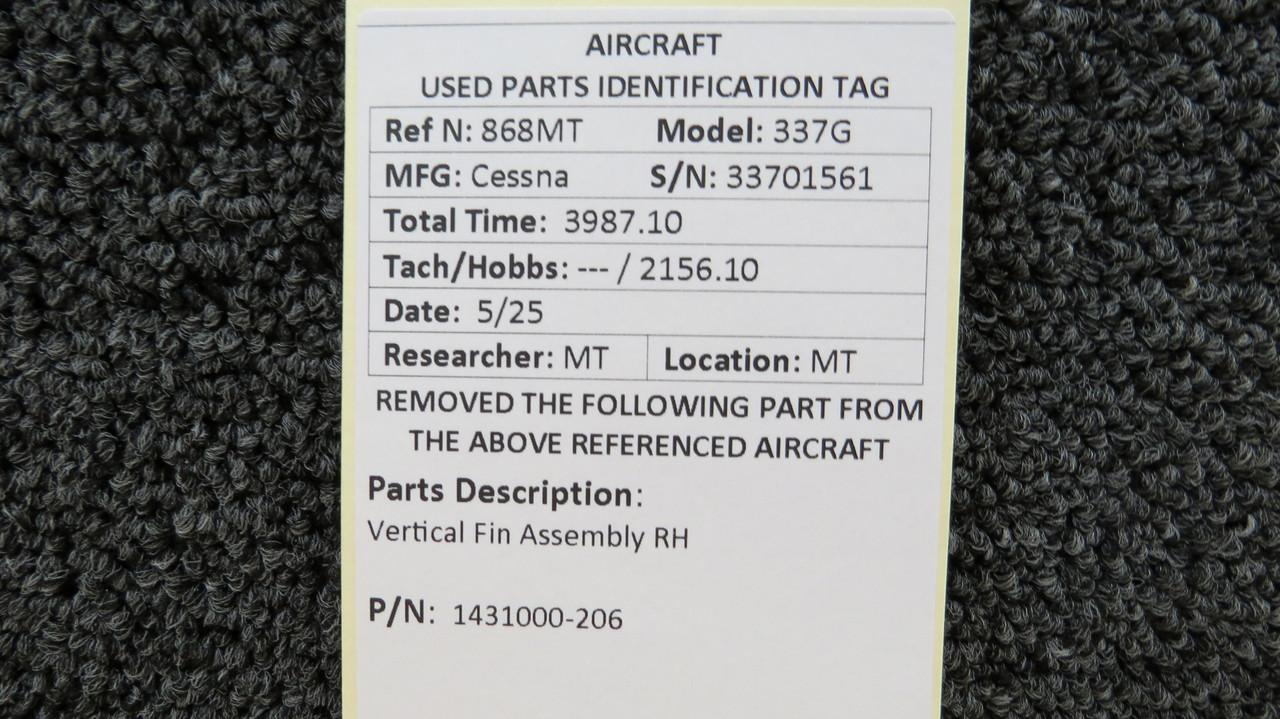 AIRCRAFT
USED PARTS IDENTIFICATION TAG
Ref N: 868MT Model: 337G
MFG: Cessna S/N: 33701561
Total Time: 3987.10
Tach/Hobbs: --- / 2156.10
Date: 5/25
Researcher: MT Location: MT
REMOVED THE FOLLOWING PART FROM
THE ABOVE REFERENCED AIRCRAFT
Parts Description:
Vertical Fin Assembly RH
P/N: 1431000-206